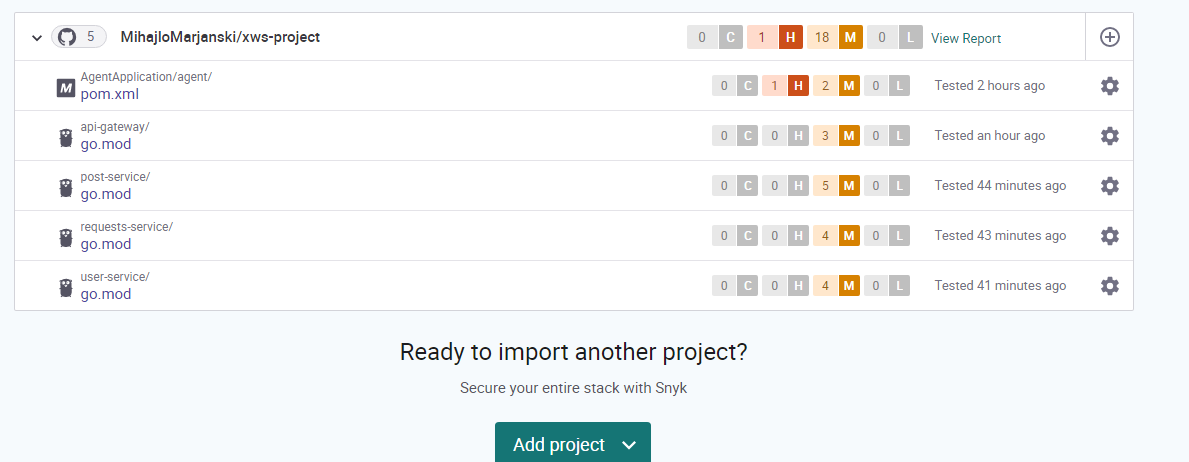 5 MihajloMarjanski/xws-project 0 C 1 H 18 M 0 L View Report
AgentApplication/agent/
M pom.xml 0 C 1 H 2 M 0 L Tested 2 hours ago
api-gateway/
go.mod 0 C 0 H 3 M 0 L Tested an hour ago
post-service/
go.mod 0 C 0 H 5 M 0 L Tested 44 minutes ago
requests-service/
go.mod 0 C 0 H 4 M 0 L Tested 43 minutes ago
user-service/
go.mod 0 C 0 H 4 M 0 L Tested 41 minutes ago
Ready to import another project?
Secure your entire stack with Snyk
Add project